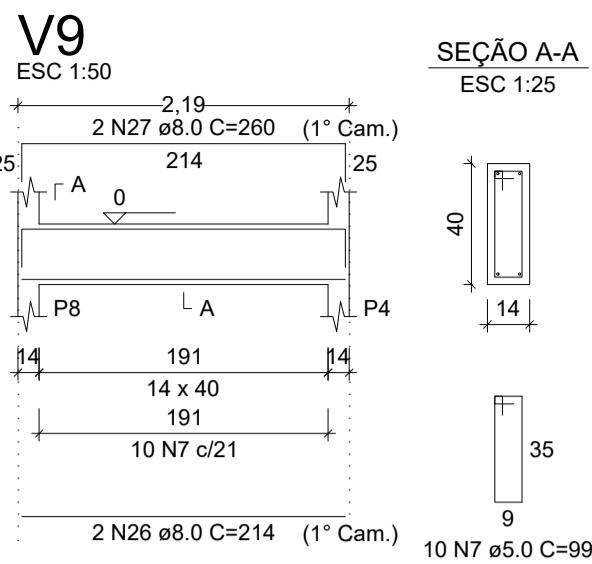 V9
ESC 1:50
2,19
2 N27 ø8.0 C=260 (1° Cam.)
25 214 25
A
0
P8 A P4
14 191 14
14 x 40
191
10 N7 c/21
2 N26 ø8.0 C=214 (1° Cam.)
SEÇÃO A-A
ESC 1:25
40
14
35
9
10 N7 ø5.0 C=99